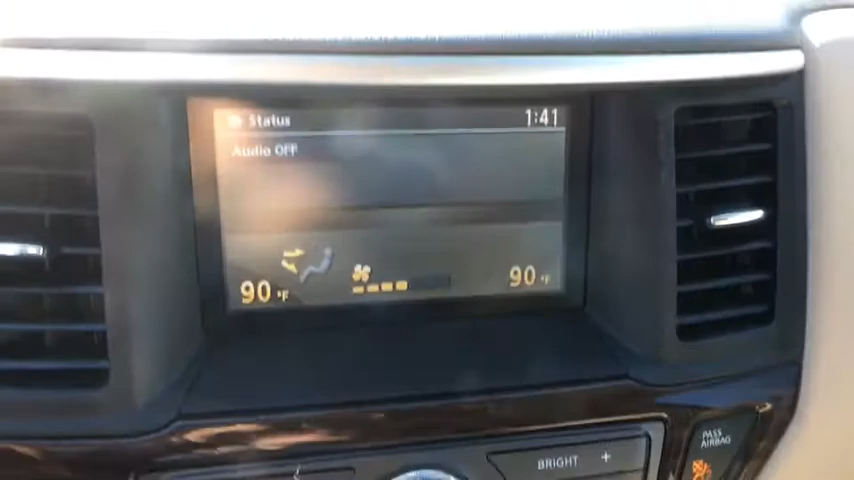 Status 1:41
Audio OFF
90 °F 90 °F
BRIGHT +
PASS
AIRBAG